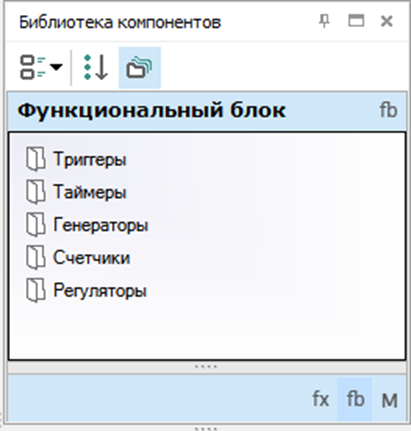 Библиотека компонентов
Функциональный блок fb
Триггеры
Таймеры
Генераторы
Счетчики
Регуляторы
fx fb M